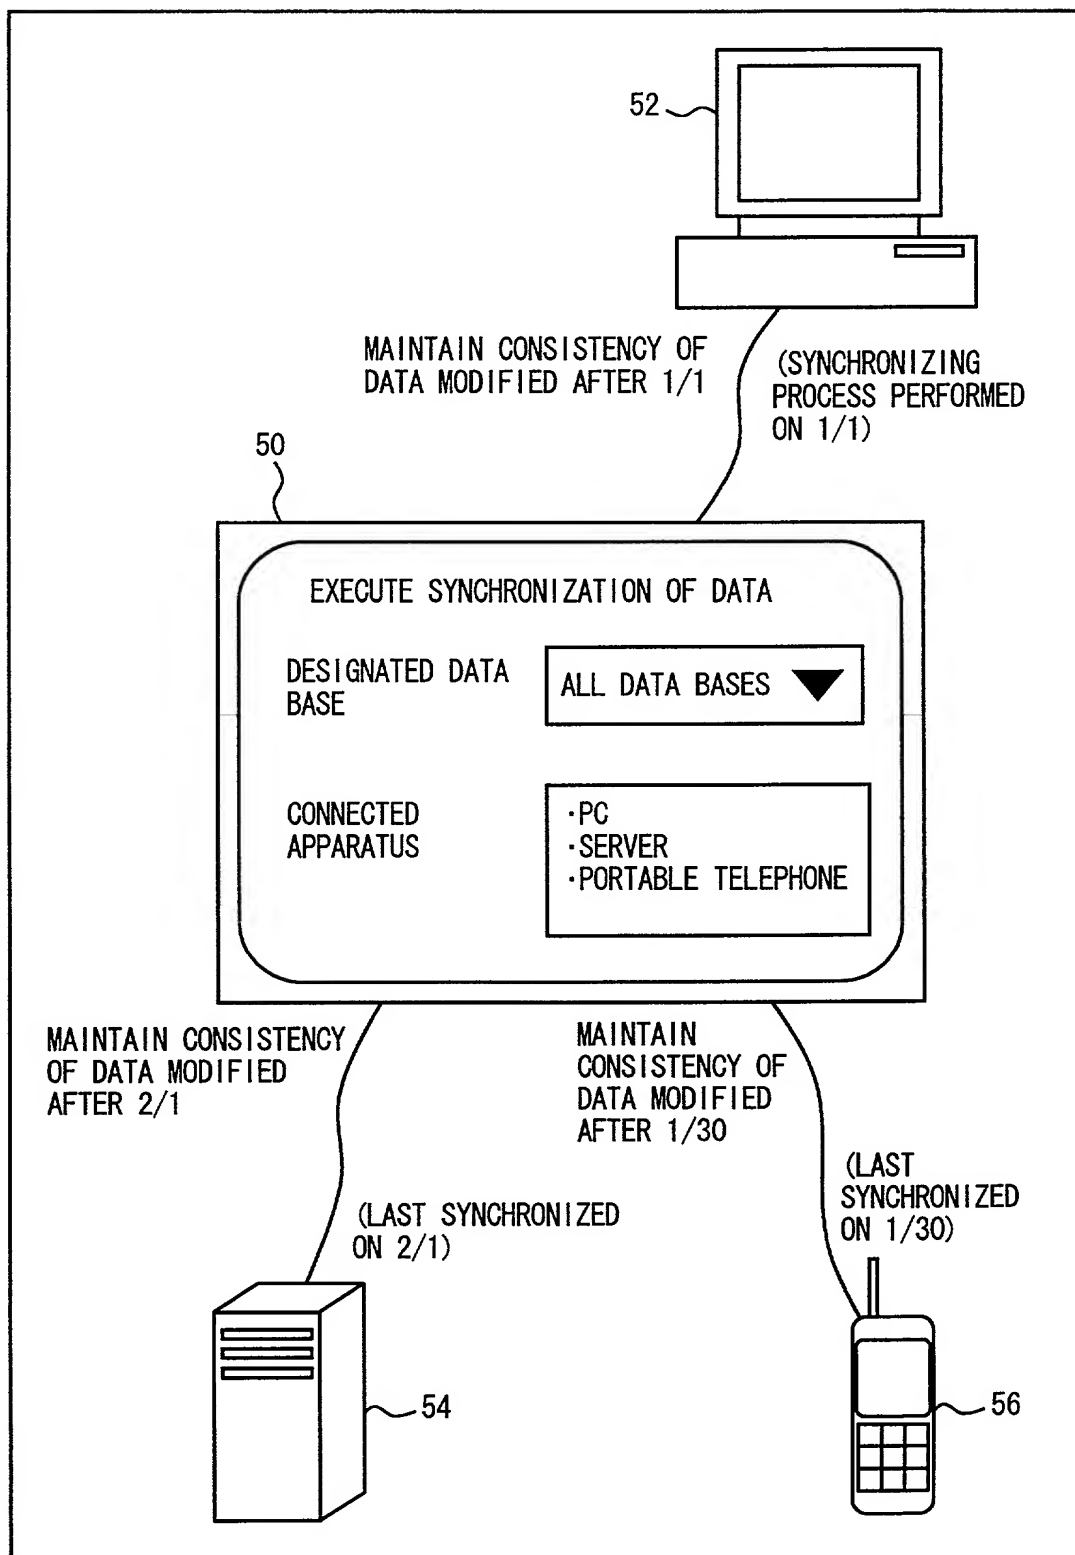 52
MAINTAIN CONSISTENCY OF
DATA MODIFIED AFTER 1/1
(SYNCHRONIZING
PROCESS PERFORMED
ON 1/1)
50
EXECUTE SYNCHRONIZATION OF DATA
DESIGNATED DATA
BASE
ALL DATA BASES
CONNECTED
APPARATUS
·PC
·SERVER
·PORTABLE TELEPHONE
MAINTAIN CONSISTENCY
OF DATA MODIFIED
AFTER 2/1
MAINTAIN
CONSISTENCY OF
DATA MODIFIED
AFTER 1/30
(LAST SYNCHRONIZED
ON 2/1)
(LAST
SYNCHRONIZED
ON 1/30)
54
56